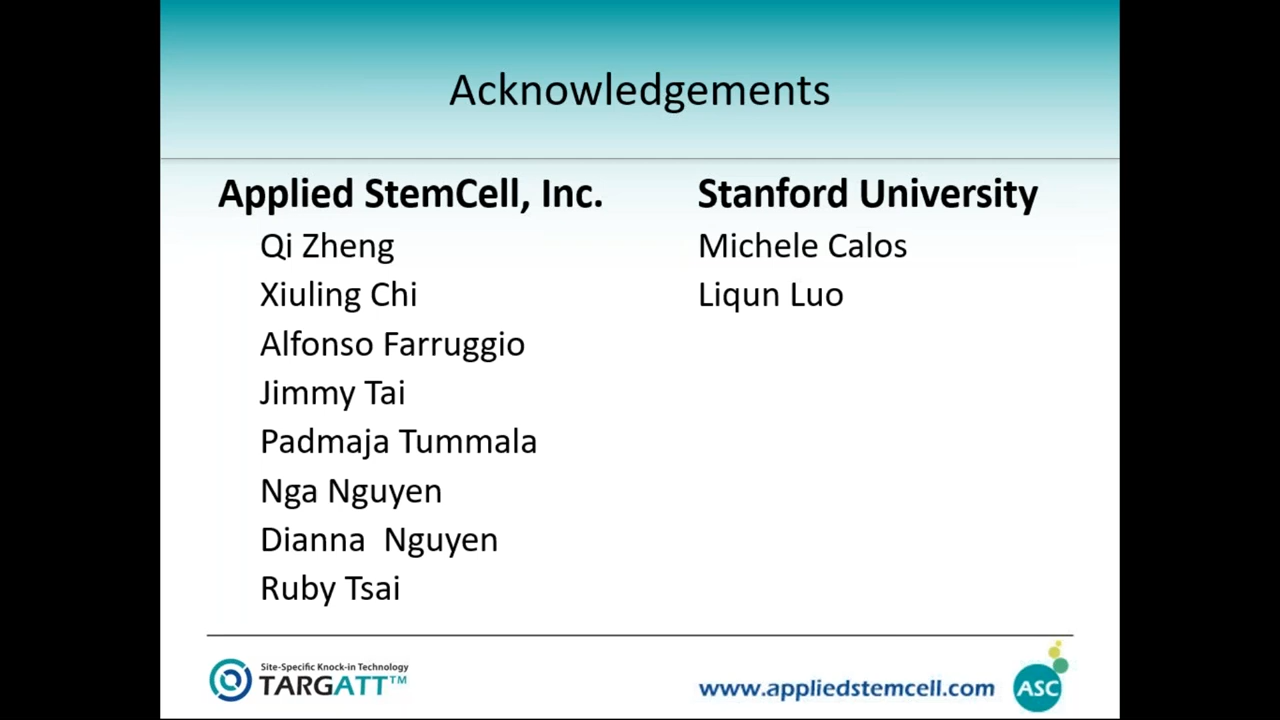 Acknowledgements
Applied StemCell, Inc.
Qi Zheng
Xiuling Chi
Alfonso Farruggio
Jimmy Tai
Padmaja Tummala
Nga Nguyen
Dianna  Nguyen
Ruby Tsai
Stanford University
Michele Calos
Liqun Luo
Site-Specific Knock-in Technology
TARGATT™
www.appliedstemcell.com
ASC